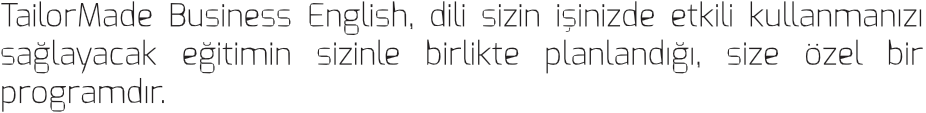 TailorMade Business English, dili sizin işinizde etkili kullanmanızı
sağlayacak eğitimin sizinle birlikte planlandığı, size özel bir
programdır.